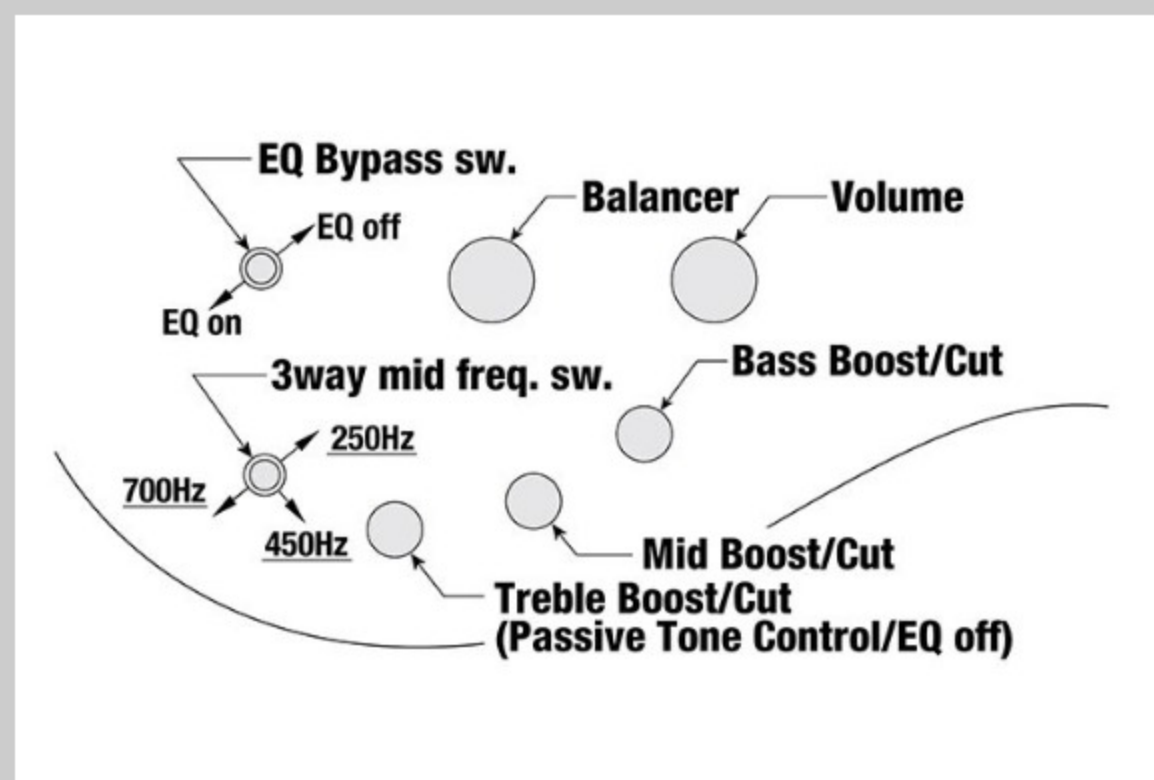 EQ Bypass sw.
EQ off
EQ on
Balancer
Volume
3way mid freq. sw.
250Hz
700Hz
450Hz
Bass Boost/Cut
Mid Boost/Cut
Treble Boost/Cut
(Passive Tone Control/EQ off)